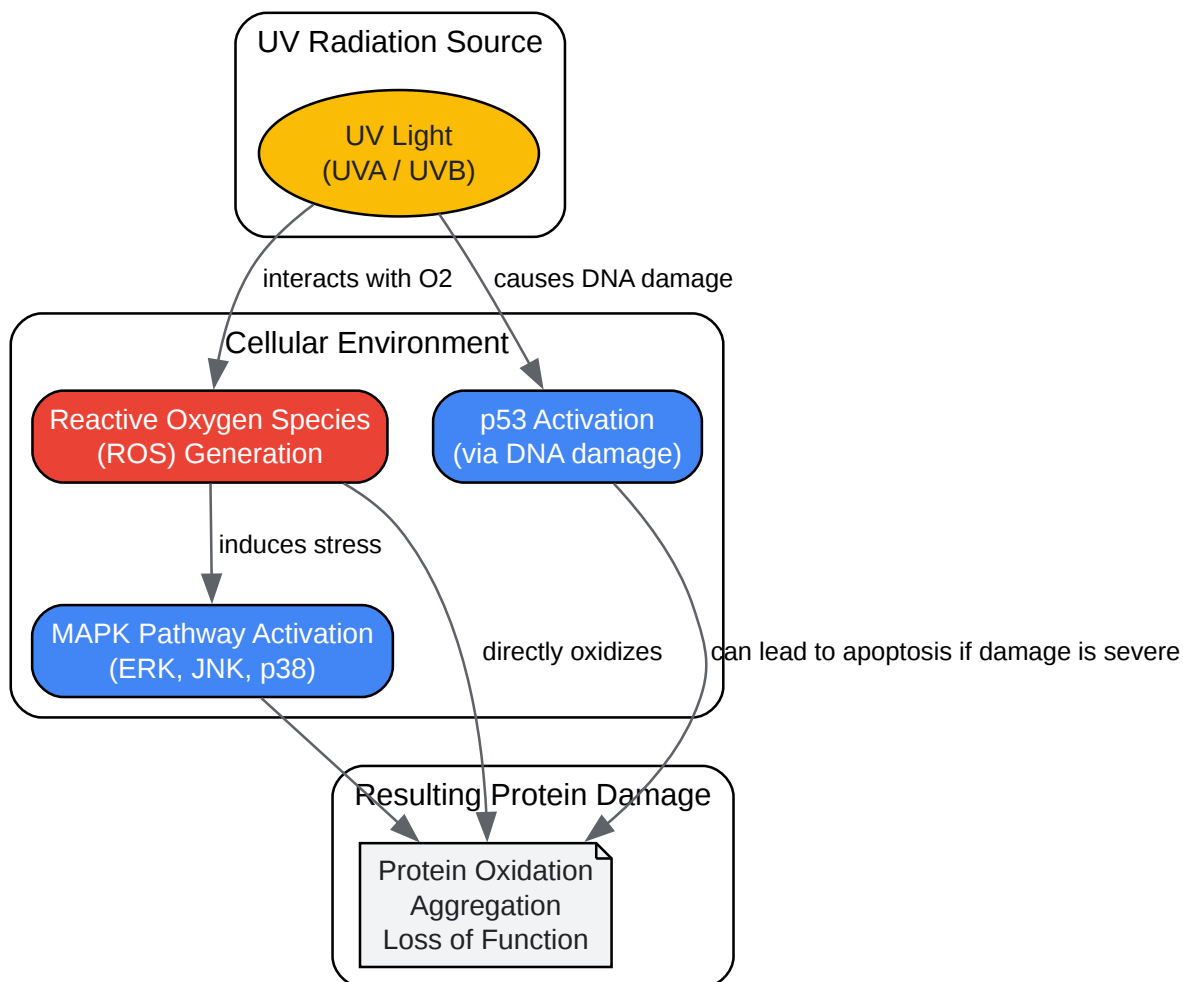 UV Radiation Source
UV Light
(UVA / UVB)
interacts with O2
causes DNA damage
Cellular Environment
Reactive Oxygen Species
(ROS) Generation
p53 Activation
(via DNA damage)
induces stress
MAPK Pathway Activation
(ERK, JNK, p38)
directly oxidizes
can lead to apoptosis if damage is severe
Resulting Protein Damage
Protein Oxidation
Aggregation
Loss of Function